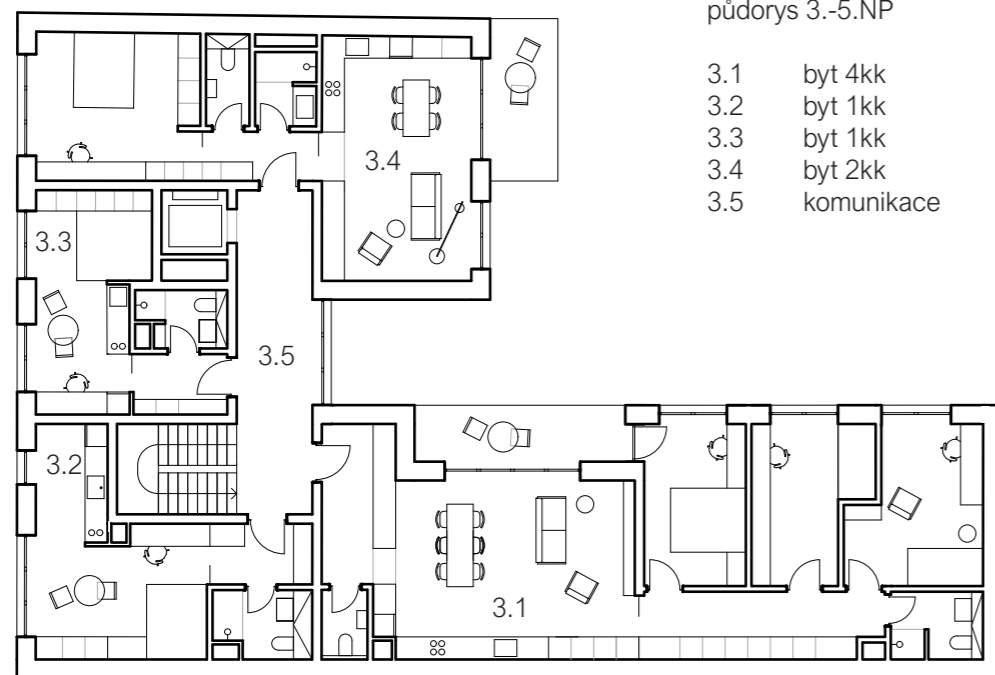 půdorys 3.-5.NP
3.1 byt 4kk
3.2 byt 1kk
3.3 byt 1kk
3.4 byt 2kk
3.5 komunikace
3.4
3.3
3.5
3.2
3.1